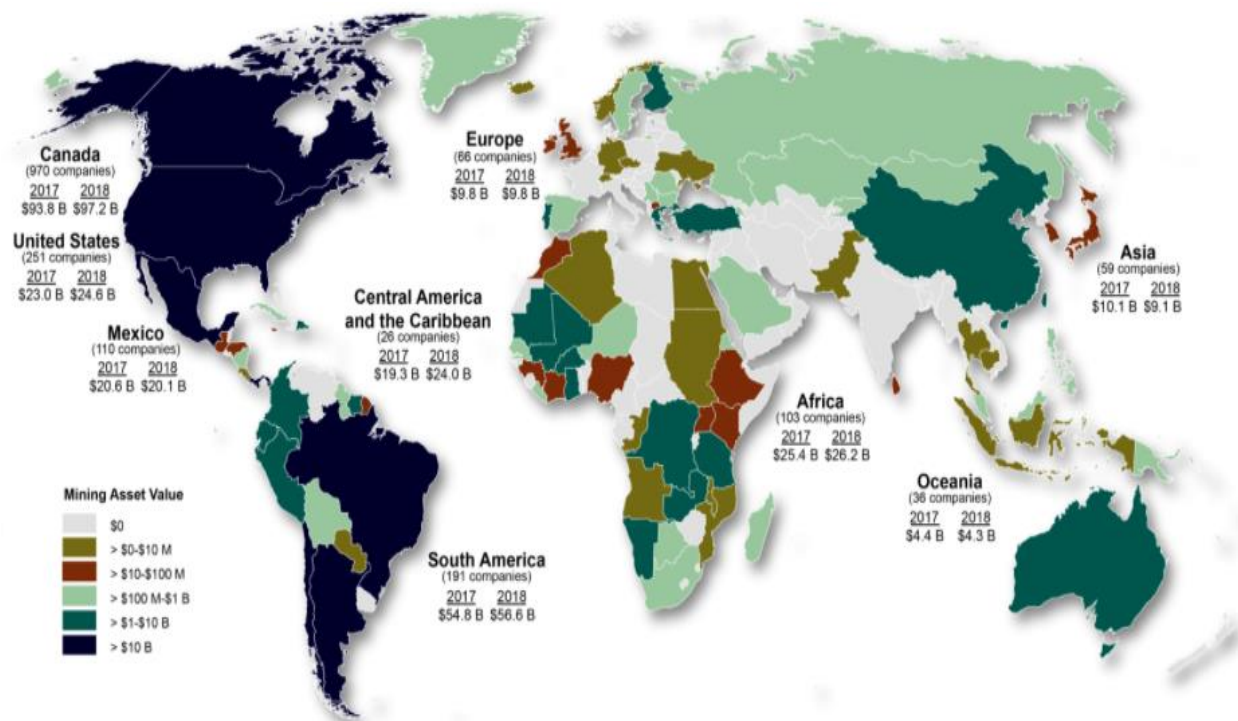 Canada
(970 companies)
2017 2018
$93.8 B $97.2 B
United States
(251 companies)
2017 2018
$23.0 B $24.6 B
Mexico
(110 companies)
2017 2018
$20.6 B $20.1 B
Europe
(66 companies)
2017 2018
$9.8 B $9.8 B
Central America
and the Caribbean
(26 companies)
2017 2018
$19.3 B $24.0 B
Asia
(59 companies)
2017 2018
$10.1 B $9.1 B
Africa
(103 companies)
2017 2018
$25.4 B $26.2 B
Oceania
(36 companies)
2017 2018
$4.4 B $4.3 B
South America
(191 companies)
2017 2018
$54.8 B $56.6 B
Mining Asset Value
$0
> $0-$10 M
> $10-$100 M
> $100 M-$1 B
> $1-$10 B
> $10 B